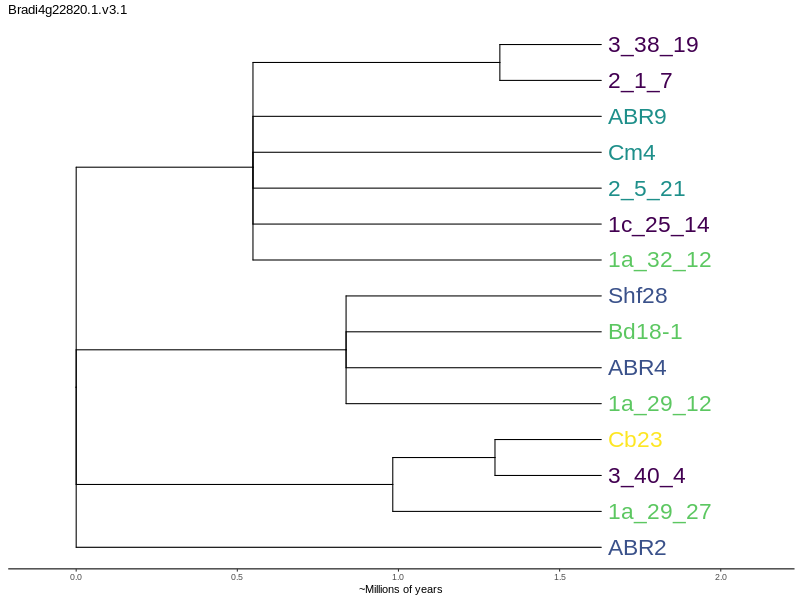 Bradi4g22820.1.v3.1
3_38_19
2_1_7
ABR9
Cm4
2_5_21
1c_25_14
1a_32_12
Shf28
Bd18-1
ABR4
1a_29_12
Cb23
3_40_4
1a_29_27
ABR2
0.0 0.5 1.0 1.5 2.0
~Millions of years